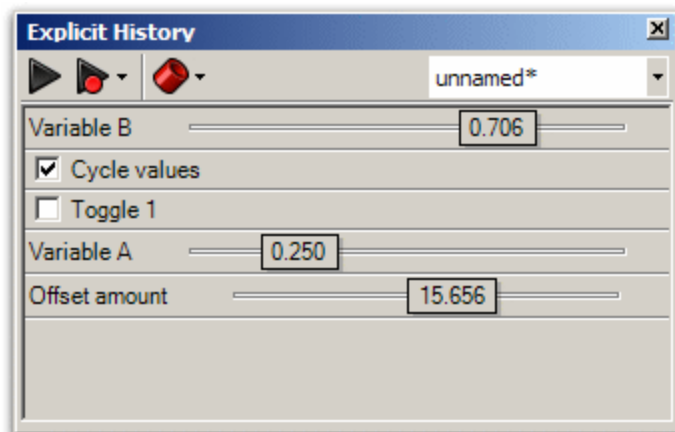 Explicit History
unnamed*
Variable B 0.706
Cycle values
Toggle 1
Variable A 0.250
Offset amount 15.656